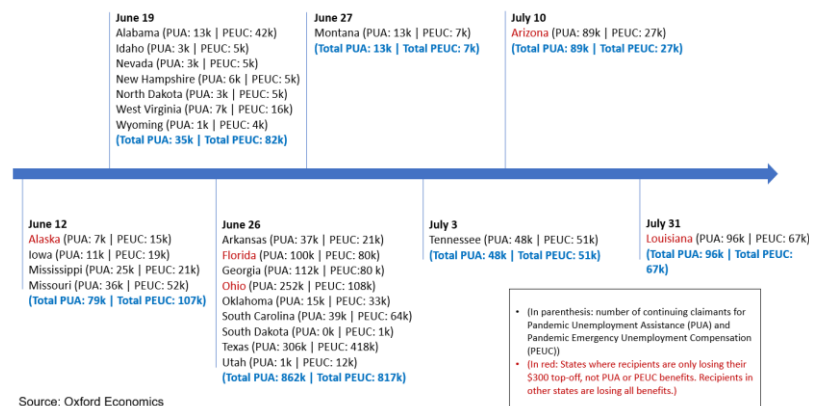 June 19
Alabama (PUA: 13k | PEUC: 42k)
Idaho (PUA: 3k | PEUC: 5k)
Nevada (PUA: 3k | PEUC: 5k)
New Hampshire (PUA: 6k | PEUC: 5k)
North Dakota (PUA: 3k | PEUC: 5k)
West Virginia (PUA: 7k | PEUC: 16k)
Wyoming (PUA: 1k | PEUC: 4k)
(Total PUA: 35k | Total PEUC: 82k)
June 27
Montana (PUA: 13k | PEUC: 7k)
(Total PUA: 13k | Total PEUC: 7k)
July 10
Arizona (PUA: 89k | PEUC: 27k)
(Total PUA: 89k | Total PEUC: 27k)
June 12
Alaska (PUA: 7k | PEUC: 15k)
Iowa (PUA: 11k | PEUC: 19k)
Mississippi (PUA: 25k | PEUC: 21k)
Missouri (PUA: 36k | PEUC: 52k)
(Total PUA: 79k | Total PEUC: 107k)
June 26
Arkansas (PUA: 37k | PEUC: 21k)
Florida (PUA: 100k | PEUC: 80k)
Georgia (PUA: 112k | PEUC:80 k)
Ohio (PUA: 252k | PEUC: 108k)
Oklahoma (PUA: 15k | PEUC: 33k)
South Carolina (PUA: 39k | PEUC: 64k)
South Dakota (PUA: 0k | PEUC: 1k)
Texas (PUA: 306k | PEUC: 418k)
Utah (PUA: 1k | PEUC: 12k)
(Total PUA: 862k | Total PEUC: 817k)
July 3
Tennessee (PUA: 48k | PEUC: 51k)
(Total PUA: 48k | Total PEUC: 51k)
July 31
Louisiana (PUA: 96k | PEUC: 67k)
(Total PUA: 96k | Total PEUC:
67k)
• (In parenthesis: number of continuing claimants for
Pandemic Unemployment Assistance (PUA) and
Pandemic Emergency Unemployment Compensation
(PEUC))
• (In red: States where recipients are only losing their
$300 top-off, not PUA or PEUC benefits. Recipients in
other states are losing all benefits.)
Source: Oxford Economics